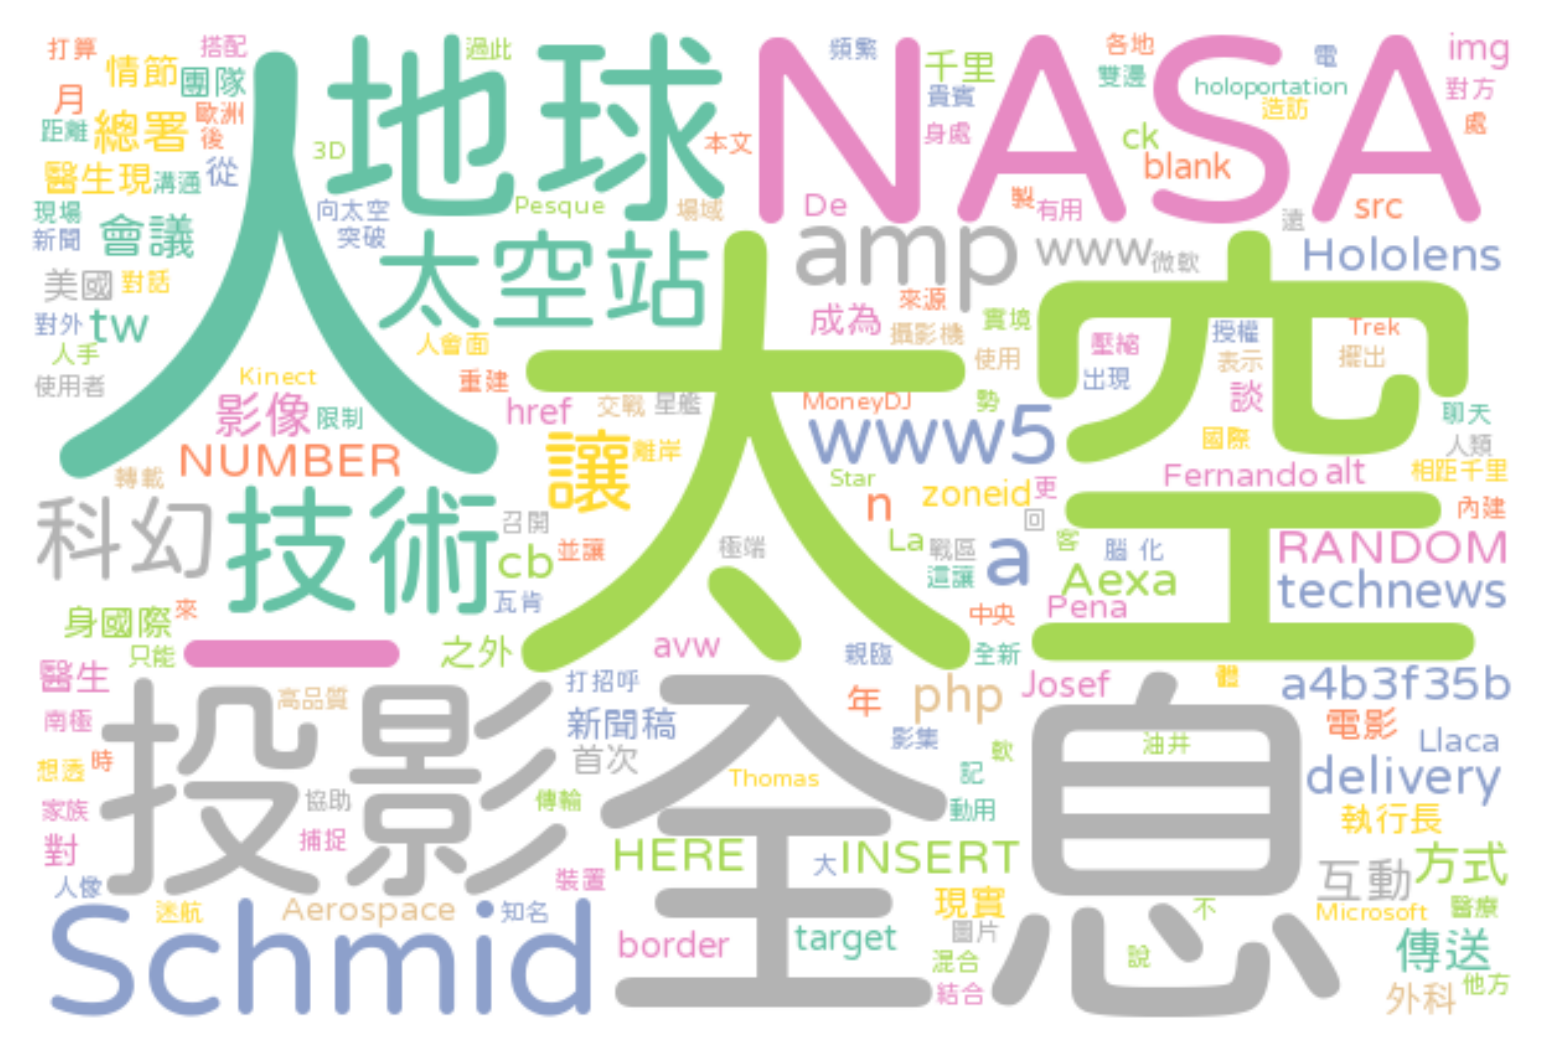 打算 搭配 過此 頻繁 各地 電 img
情節 團隊 地球 NASA 千里 雙邊 holoportation 對方
月 歐洲 貴賓 造訪 處
距離 總署 後 人 3D 本文 身處 ck blank
醫生現 溝通 從
現場 會議 向太空 Pesque 場域 De 製 有用 遠 src
新聞 突破 太空站 amp www 微軟 Hololens
美國 對話 太空 來源
對外 tw 成為 攝影機 實境 壓縮 授權 Trek
人手 人會面 使用 表示 擺出
使用者 Kinect 重建 出現
影像 限制 href 交戰 星艦 MoneyDJ 勢 談 聊天
NUMBER 讓 離岸 www5 國際 人類
轉載 Star zoneid 更 Fernando alt 相距千里
科幻 技術 召開 n 回 內建
cb 並讓 極端 La 戰區 a 客 腦 化 RANDOM
瓦肯 這讓 Aexa technews
身國際 來 中央 Pena
一 只能 之外 avw 親臨 全新
醫生 打招呼 體 a4b3f35b
南極 投影 高品質 新聞稿 全息 年 php Josef 電影
想透 時 首次 影集 軟 油井 Llaca
Thomas 記 delivery
家族 協助 傳輸 動用 執行長
對 捕捉 HERE 大 INSERT 互動 方式
人像 裝置
Schmid 迷航 Aerospace 知名 現實 不 Microsoft 醫療
border target 圖片 傳送
混合 說
結合 外科 他方